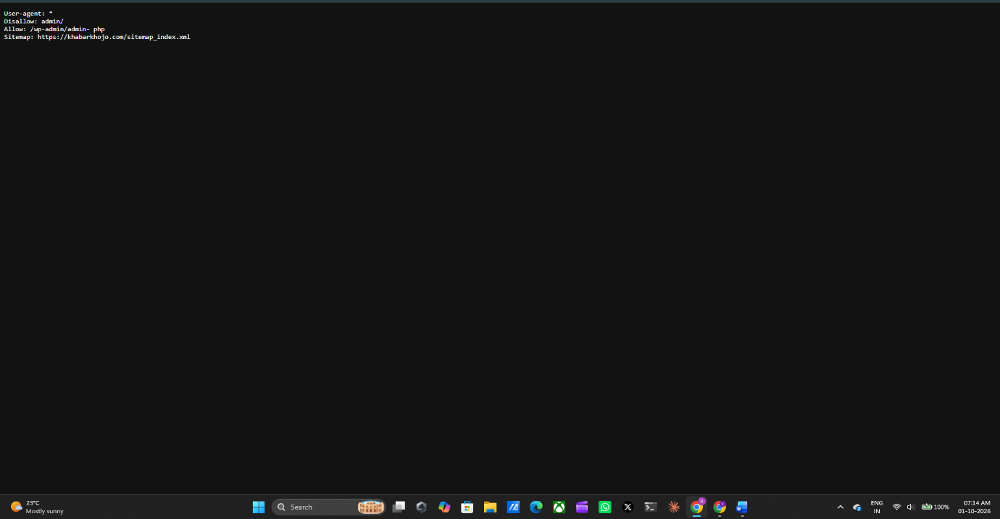 User-agent: *
Disallow: admin/
Allow: /wp-admin/admin- php
Sitemap: https://khabarkhojo.com/sitemap_index.xml
23°C
Mostly sunny
Search
R
ENG
IN
100%
07:14 AM
01-10-2026